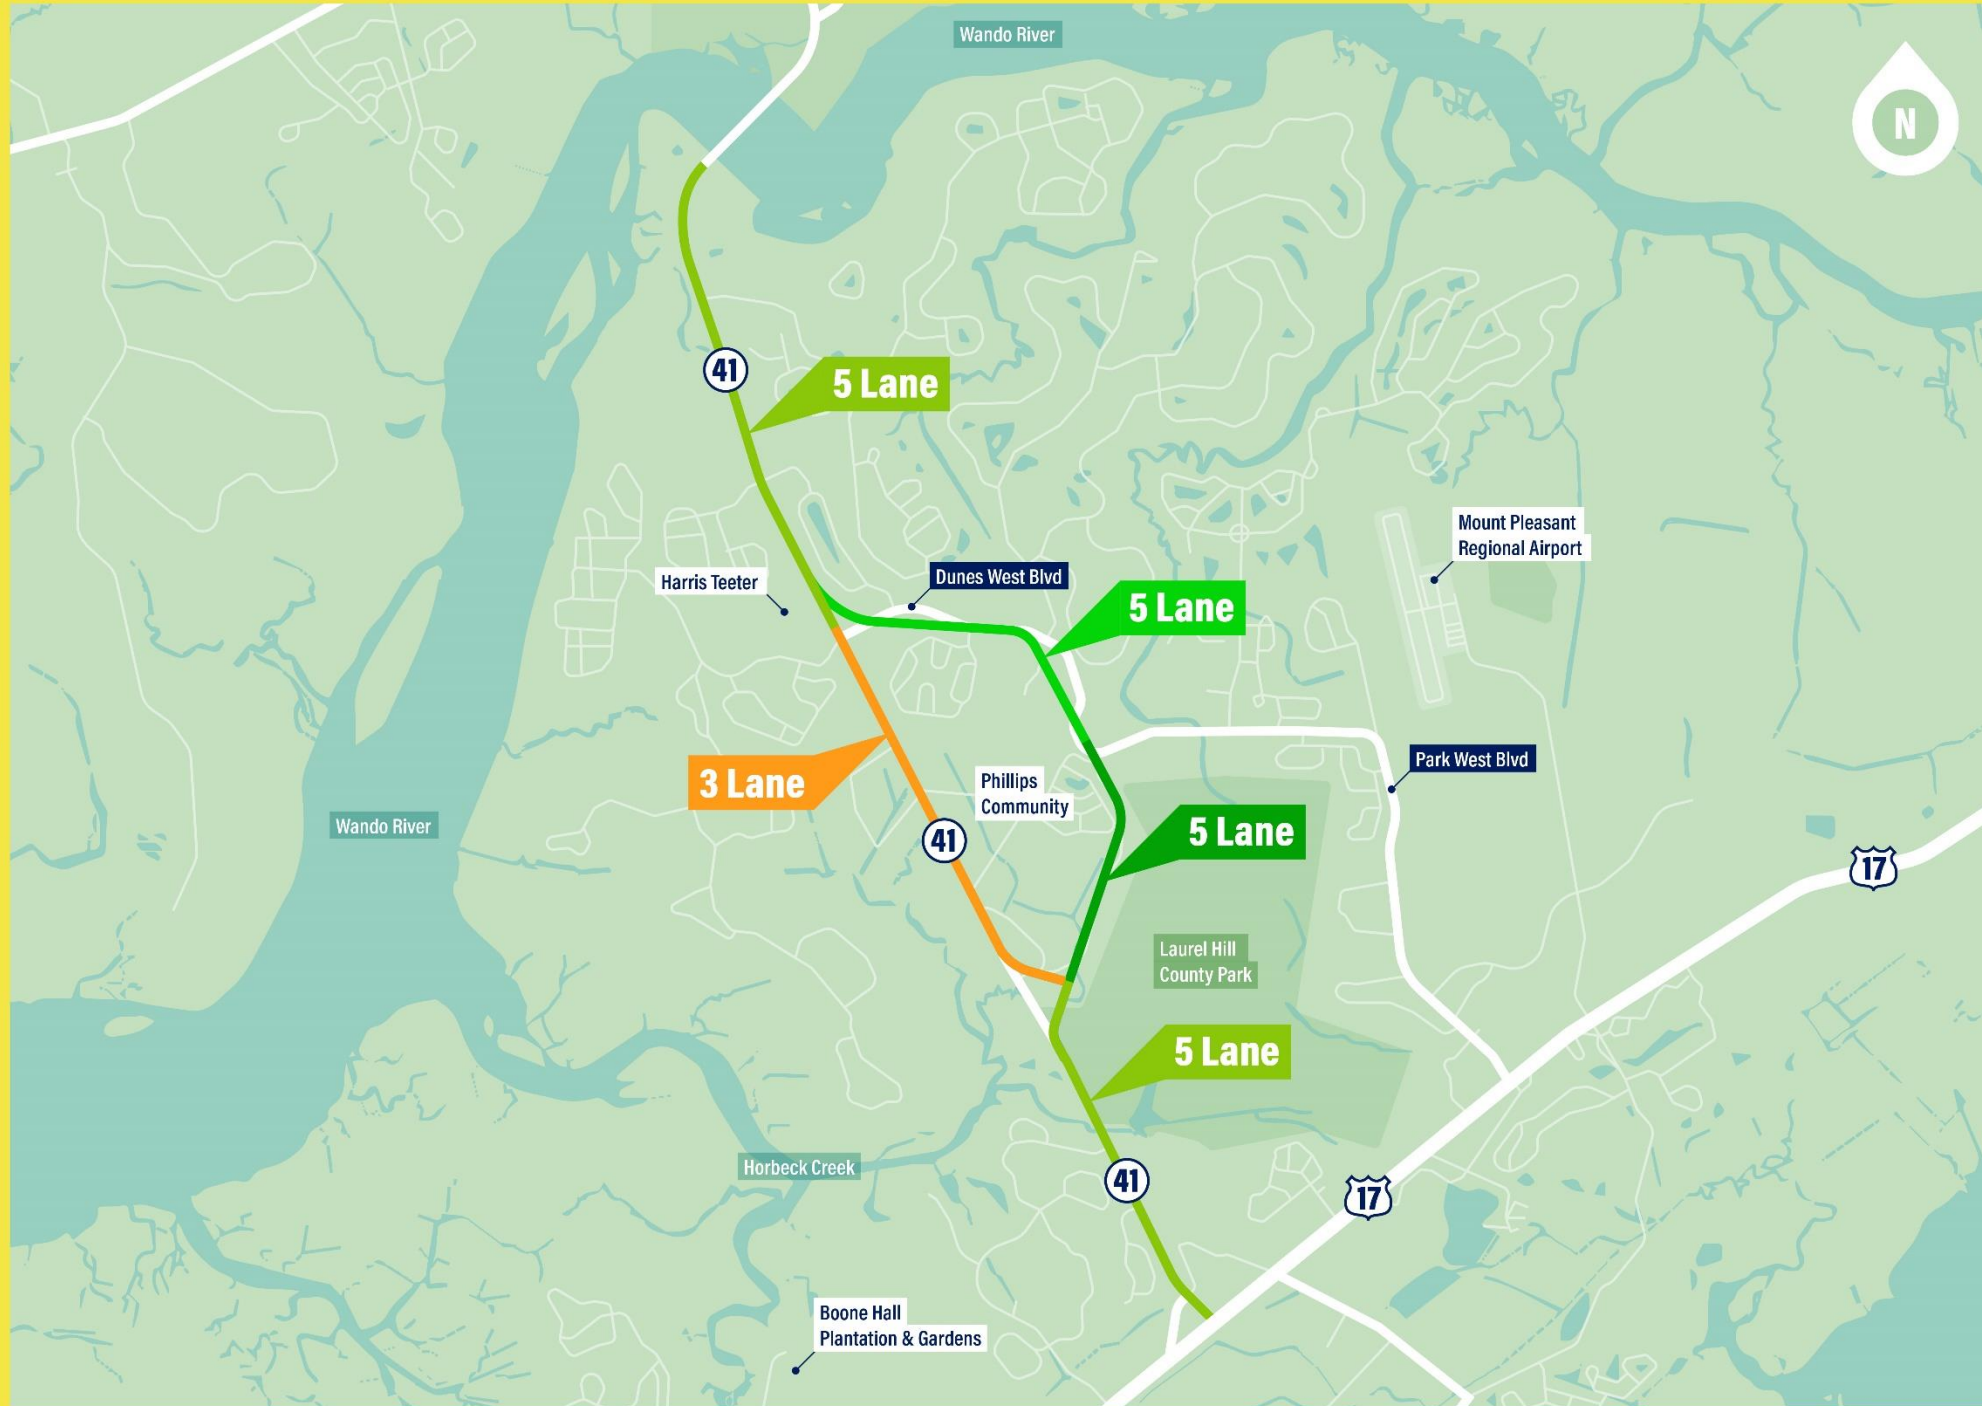 Wando River
N
41
5 Lane
Mount Pleasant
Regional Airport
Harris Teeter
Dunes West Blvd
5 Lane
Park West Blvd
3 Lane
Phillips
Community
Wando River
41
5 Lane
17
Laurel Hill
County Park
5 Lane
Horbeck Creek
41
17
Boone Hall
Plantation & Gardens